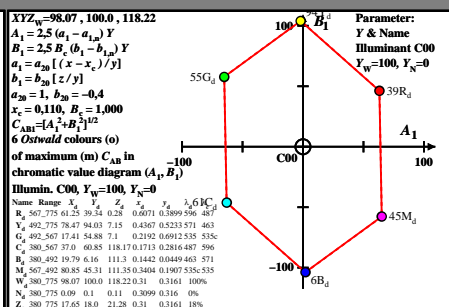 XYZw=98.07, 100.0, 118.22
A1 = 2,5 (a1 - a1,n) Y
B1 = 2,5 Bc (b1 - b1,n) Y
a1 = a20 [ (x - xc) / y]
b1 = b20 [z / y]
a20 = 1, b20 = -0,4
xc = 0,110, Bc = 1,000
CAB1=[A1²+B1²]1/2
6 Ostwald colours (o)
of maximum (m) CAB in
chromatic value diagram (A1, B1)
Illumin. C00, YW=100, YN=0
Name Range Xd Yd Zd xd yd
Rd 567_775 61.25 39.34 0.28 0.6071 0.3899 596 487
Yd 492_775 78.47 94.03 7.15 0.4367 0.5233 571 463
Gd 492_567 17.41 54.88 7.1 0.2192 0.6912 535
Cd 380_567 37.0 60.85 118.17 0.1713 0.2816 487 596
Bd 380_492 19.79 6.16 111.3 0.1442 0.0449 463 571
Md 567_492 80.85 45.31 111.35 0.3404 0.1907 535c 535
Wd 380_775 98.07 100.0 118.22 0.31 0.3161 100%
Nd 380_775 0.09 0.1 0.11 0.3099 0.316 0%
Z 380_775 17.65 18.0 21.28 0.31 0.3161 18%
Parameter:
Y & Name
Illuminant C00
YW=100, YN=0
100
B1
55Gd
39Rd
A1
-100
C00
100
45Md
-100
6Bd